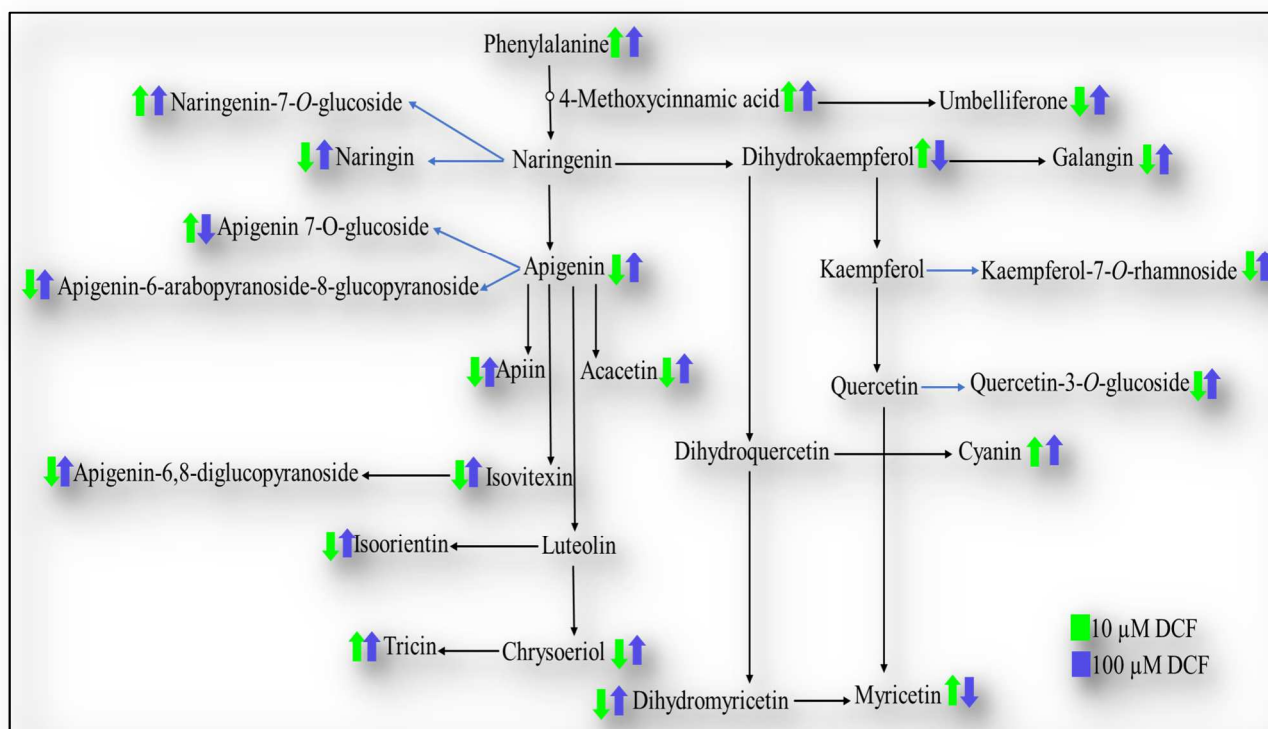 Phenylalanine
4-Methoxycinnamic acid
Umbelliferone
Naringenin-7-O-glucoside
Naringin
Naringenin
Dihydrokaempferol
Galangin
Apigenin 7-O-glucoside
Apigenin
Kaempferol
Kaempferol-7-O-rhamnoside
Apigenin-6-arabopyranoside-8-glucopyranoside
Apiin
Acacetin
Quercetin
Quercetin-3-O-glucoside
Dihydroquercetin
Cyanin
Apigenin-6,8-diglucopyranoside
Isovitexin
Isoorientin
Luteolin
Tricin
Chrysoeriol
Dihydromyricetin
Myricetin
10 µM DCF
100 µM DCF